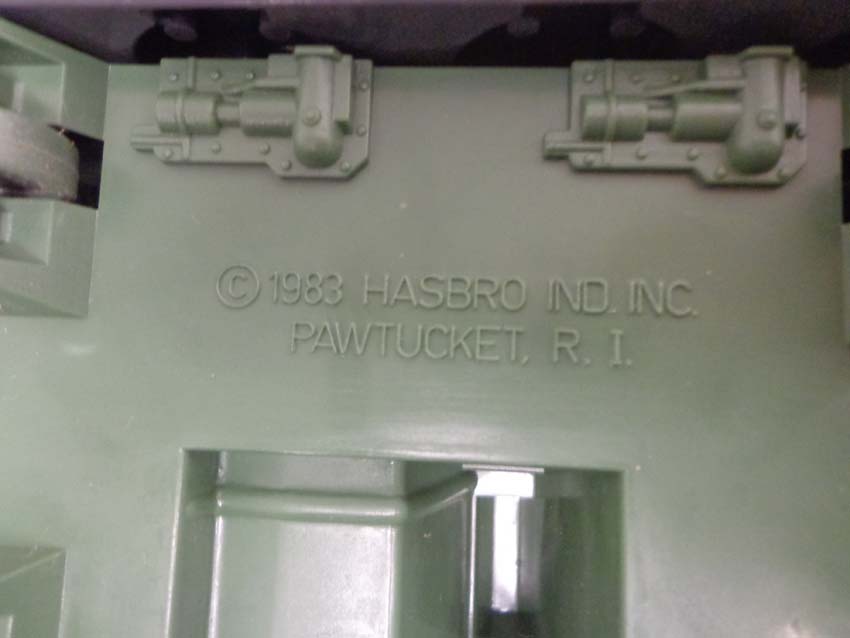 © 1983 HASBRO IND. INC.
PAWTUCKET, R. I.